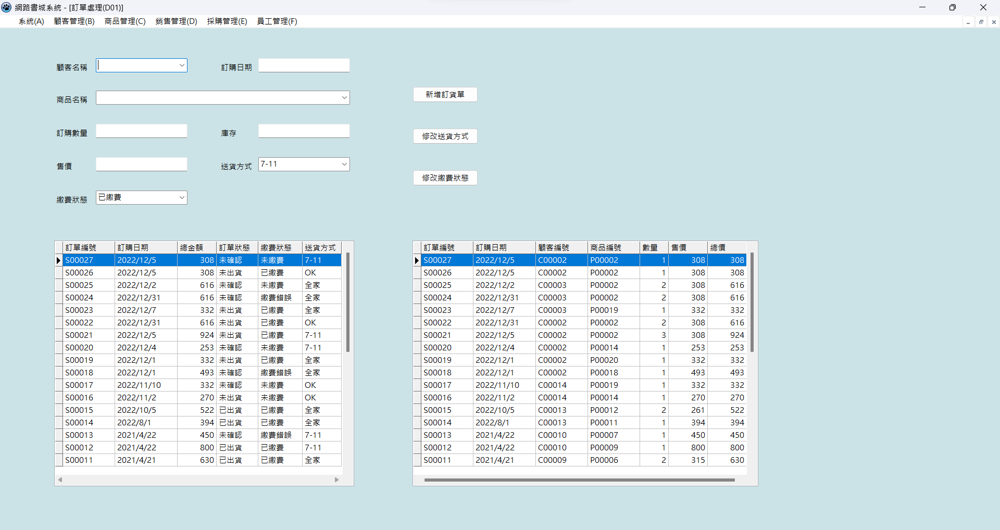 網路書城系統 - [訂單處理(D01)]
系統(A) 顧客管理(B) 商品管理(C) 銷售管理(D) 採購管理(E) 員工管理(F)
顧客名稱 訂購日期
商品名稱
新增訂貨單
訂購數量 庫存
修改送貨方式
售價 送貨方式 7-11
修改繳費狀態
繳費狀態 已繳費
訂單編號 訂購日期 總金額 訂單狀態 繳費狀態 送貨方式
S00027 2022/12/5 308 未確認 未繳費 7-11
S00026 2022/12/5 308 未出貨 已繳費 OK
S00025 2022/12/2 616 未確認 未繳費 全家
S00024 2022/12/31 616 未確認 繳費錯誤 全家
S00023 2022/12/7 332 未出貨 已繳費 全家
S00022 2022/12/31 616 未出貨 已繳費 OK
S00021 2022/12/5 924 未出貨 已繳費 7-11
S00020 2022/12/4 253 未確認 未繳費 7-11
S00019 2022/12/1 332 未出貨 已繳費 全家
S00018 2022/12/1 493 未確認 繳費錯誤 全家
S00017 2022/11/10 332 未確認 未繳費 OK
S00016 2022/11/2 270 未出貨 未繳費 OK
S00015 2022/10/5 522 已出貨 已繳費 全家
S00014 2022/8/1 394 已出貨 已繳費 全家
S00013 2021/4/22 450 未確認 繳費錯誤 7-11
S00012 2021/4/22 800 已出貨 已繳費 7-11
S00011 2021/4/21 630 已出貨 已繳費 全家
訂單編號 訂購日期 顧客編號 商品編號 數量 售價 總價
S00027 2022/12/5 C00002 P00002 1 308 308
S00026 2022/12/5 C00002 P00002 1 308 308
S00025 2022/12/2 C00003 P00002 2 308 616
S00024 2022/12/31 C00003 P00002 2 308 616
S00023 2022/12/7 C00003 P00019 1 332 332
S00022 2022/12/31 C00002 P00002 2 308 616
S00021 2022/12/5 C00002 P00002 3 308 924
S00020 2022/12/4 C00002 P00014 1 253 253
S00019 2022/12/1 C00002 P00020 1 332 332
S00018 2022/12/1 C00002 P00018 1 493 493
S00017 2022/11/10 C00014 P00019 1 332 332
S00016 2022/11/2 C00014 P00014 1 270 270
S00015 2022/10/5 C00013 P00012 2 261 522
S00014 2022/8/1 C00013 P00011 1 394 394
S00013 2021/4/22 C00010 P00007 1 450 450
S00012 2021/4/22 C00010 P00009 1 800 800
S00011 2021/4/21 C00009 P00006 2 315 630